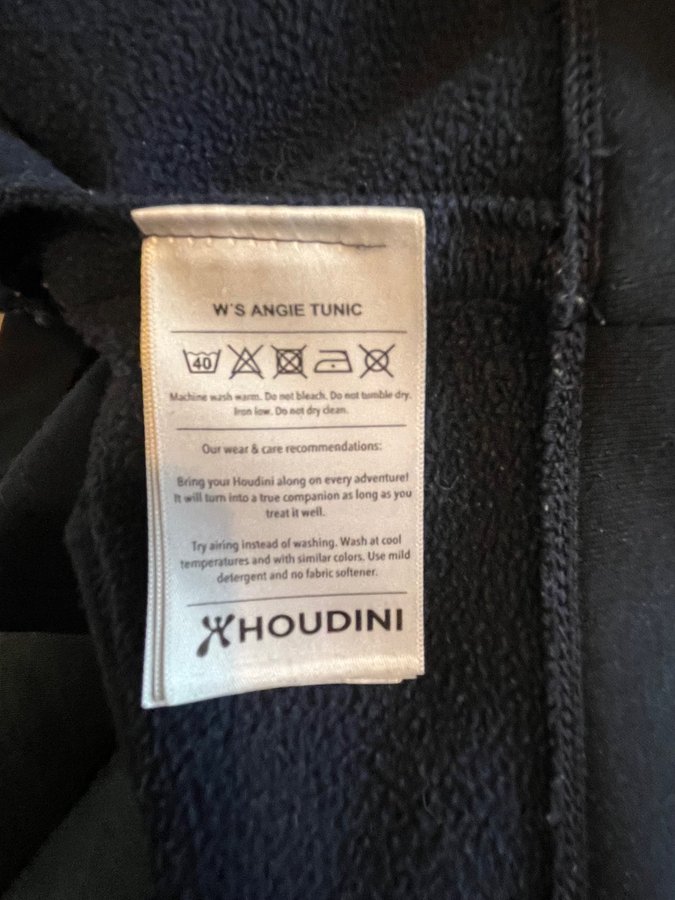 W'S ANGIE TUNIC
40
Machine wash warm. Do not bleach. Do not tumble dry.
Iron low. Do not dry clean.
Our wear & care recommendations:
Bring your Houdini along on every adventure!
It will turn into a true companion as long as you
treat it well.
Try airing instead of washing. Wash at cool
temperatures and with similar colors. Use mild
detergent and no fabric softener.
HOUDINI